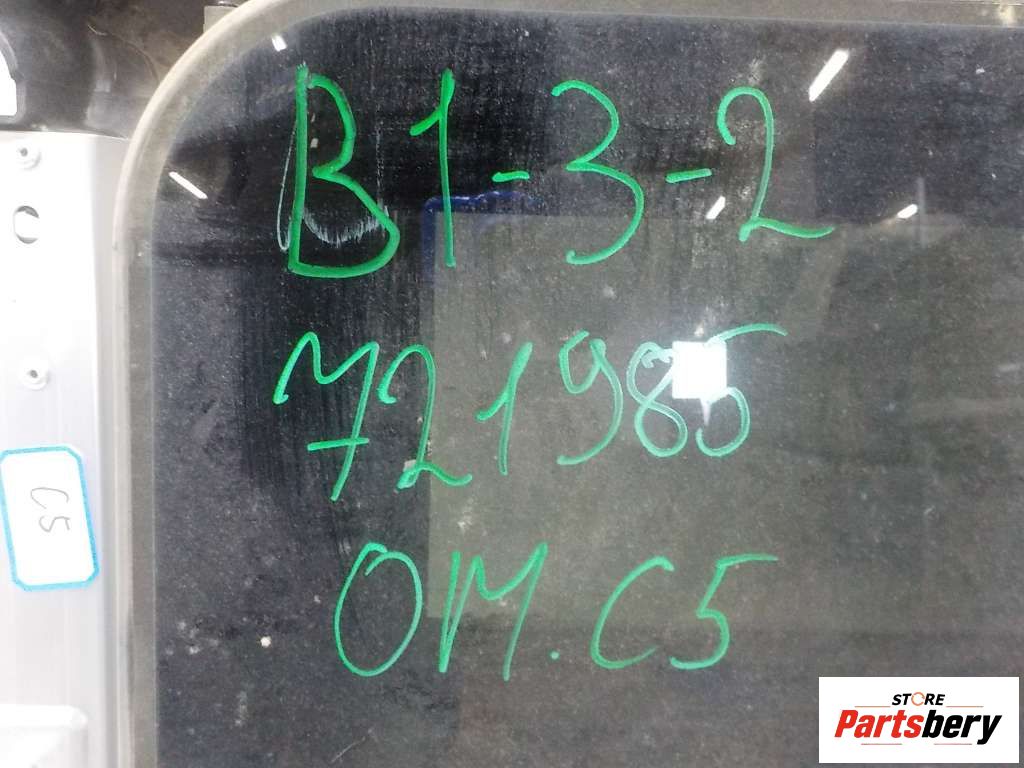 B1-3-2
721985
OM.C5
C5
STORE
Partsbery